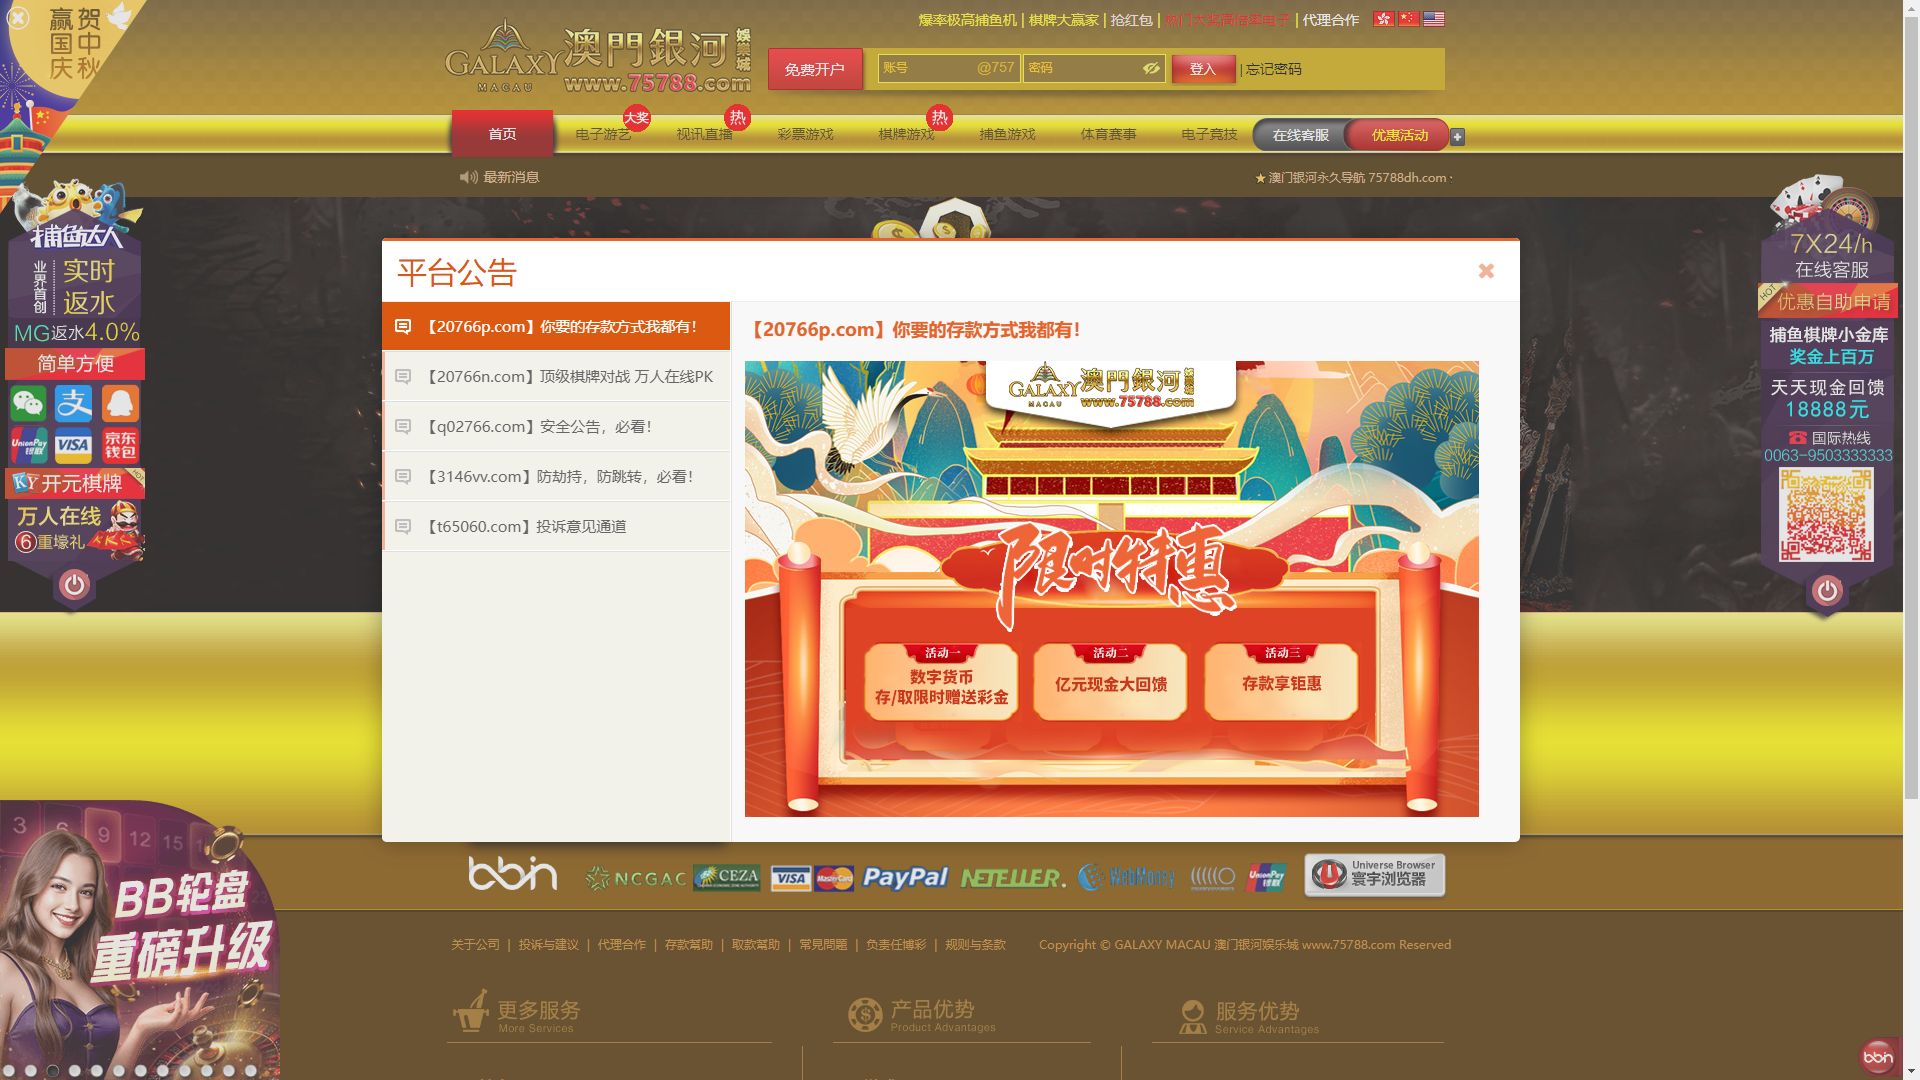 贺中秋
赢国庆
GALAXY
MACAU
澳門銀河
娱樂城
www.75788.com
爆率极高捕鱼机 | 棋牌大赢家 | 抢红包 |
| 代理合作
免费开户
账号
@757
密码
登入
| 忘记密码
首页
电子游艺
大奖
视讯直播
热
彩票游戏
棋牌游戏
热
捕鱼游戏
体育赛事
电子竞技
在线客服
优惠活动
最新消息
★ 澳门银河永久导航 75788dh.com ·
捕鱼达人
业界首创
实时
返水
MG返水4.0%
简单方便
UnionPay
银联
VISA
京东
钱包
KY开元棋牌
HOT
万人在线
6重壕礼
平台公告
【20766p.com】你要的存款方式我都有！
【20766n.com】顶级棋牌对战 万人在线PK
【q02766.com】安全公告，必看！
【3146vv.com】防劫持，防跳转，必看！
【t65060.com】投诉意见通道
【20766p.com】你要的存款方式我都有！
GALAXY
MACAU
澳門銀河
娱樂城
www.75788.com
限时特惠
活动一
数字货币
存/取限时赠送彩金
活动二
亿元现金大回馈
活动三
存款享钜惠
7X24/h
在线客服
HOT
优惠自助申请
捕鱼棋牌小金库
奖金上百万
天天现金回馈
18888元
国际热线
0063-9503333333
3 6 9 12 15
BB轮盘
重磅升级
bbin
NCGAC
CEZA
VISA
MasterCard
PayPal
NETELLER.
WebMoney
UnionPay
银联
Universe Browser
寰宇浏览器
关于公司 | 投诉与建议 | 代理合作 | 存款幫助 | 取款幫助 | 常見問題 | 负责任博彩 | 规则与条款
Copyright © GALAXY MACAU 澳门银河娱乐城 www.75788.com Reserved
更多服务
More Services
产品优势
Product Advantages
服务优势
Service Advantages
bbin